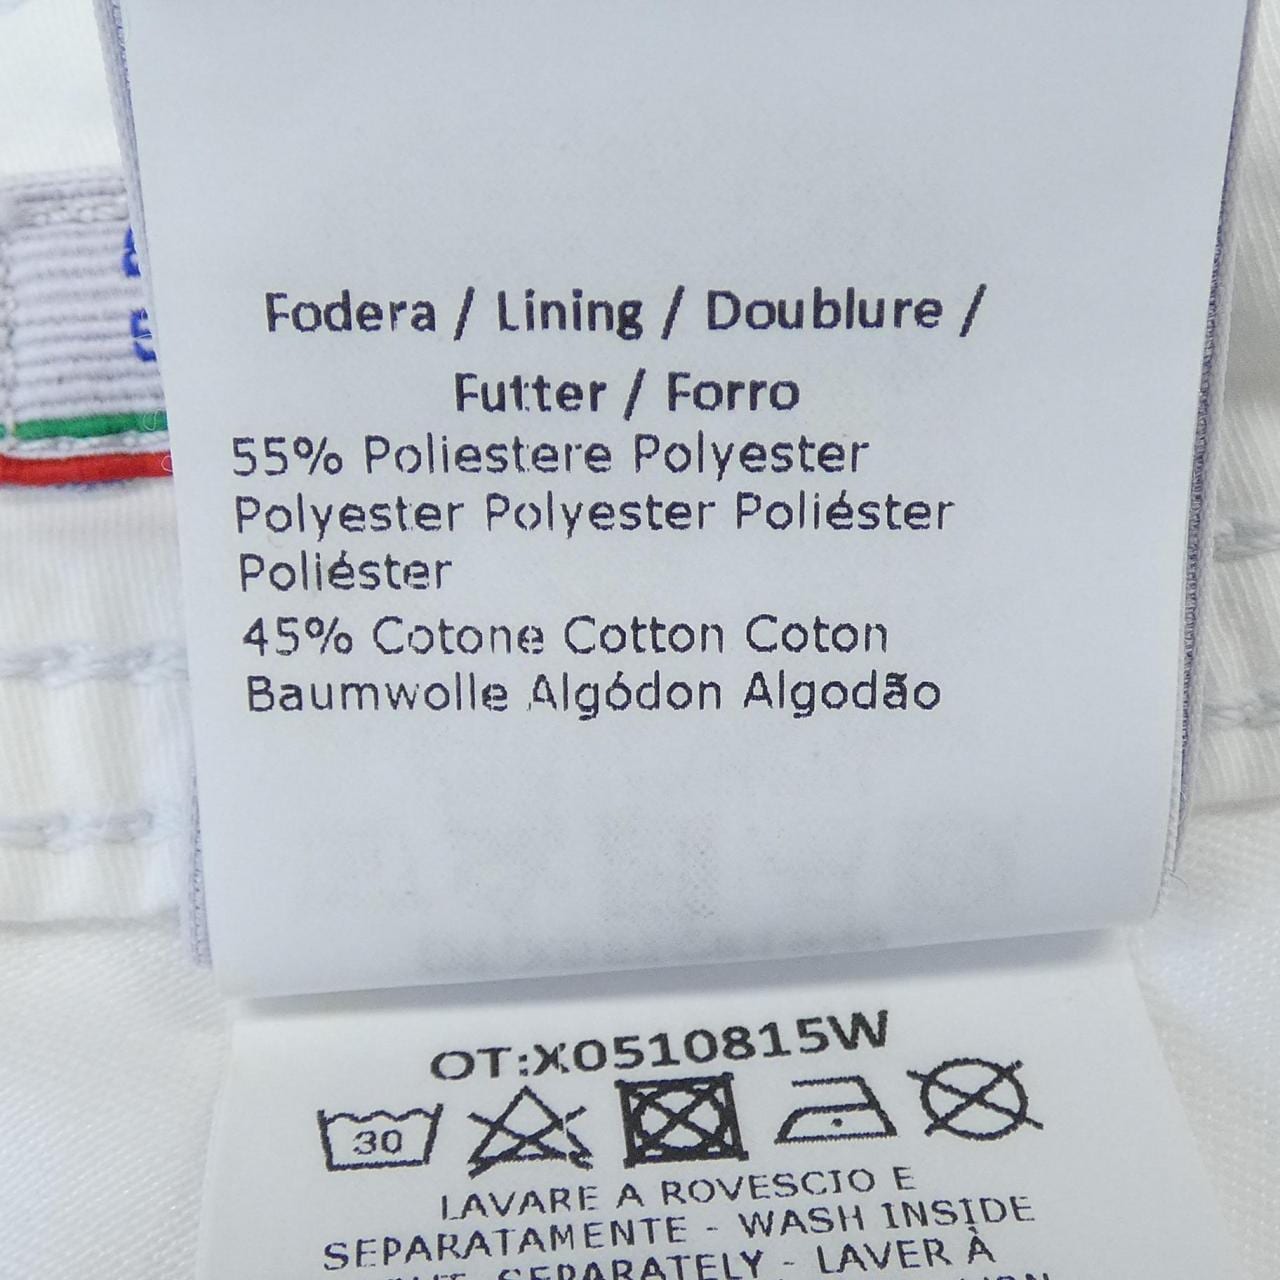 Fodera / Lining / Doublure /
Futter / Forro
55% Poliestere Polyester
Polyester Polyester Poliéster
Poliéster
45% Cotone Cotton Coton
Baumwolle Algódon Algodão
OT:X0510815W
30
LAVARE A ROVESCIO E
SEPARATAMENTE - WASH INSIDE
SEPARATELY - LAVER À